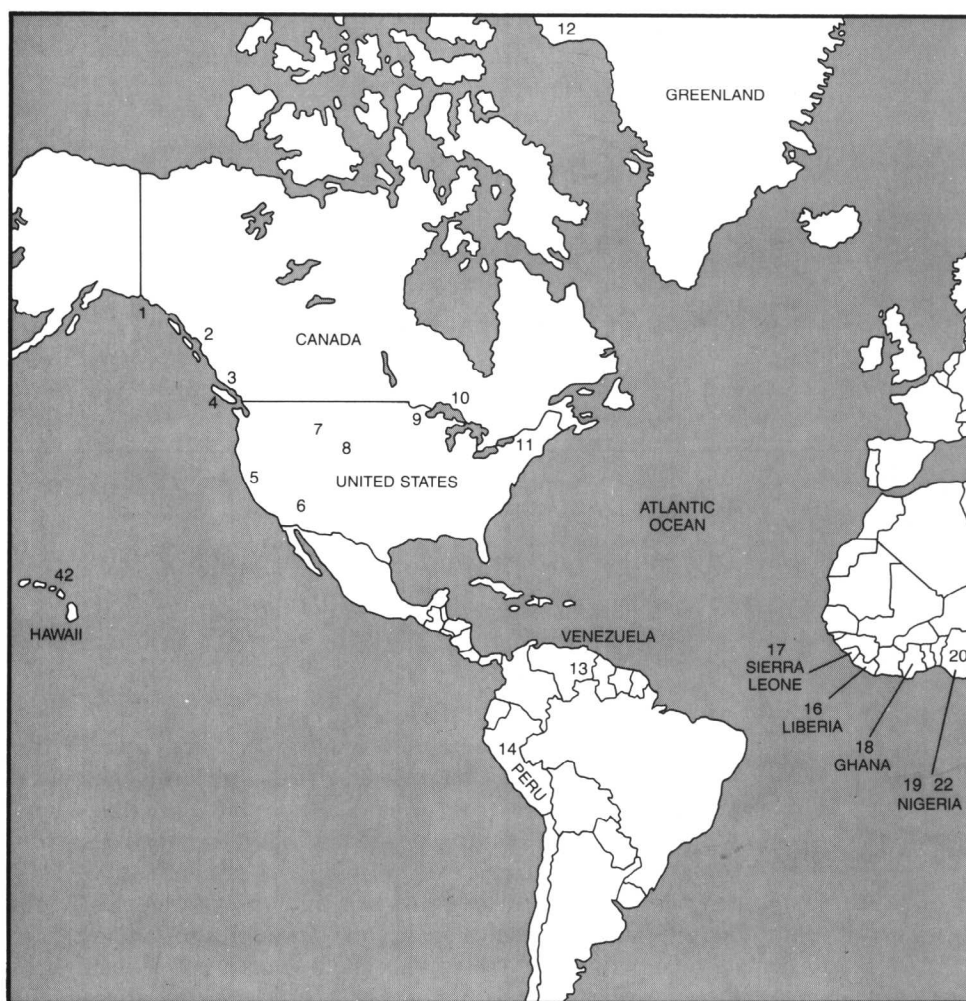 12
GREENLAND
1
2
CANADA
3
4
10
9
7
8
11
5
UNITED STATES
6
ATLANTIC
OCEAN
42
HAWAII
VENEZUELA
13
17
SIERRA
LEONE
20
16
LIBERIA
18
GHANA
14
PERU
19 22
NIGERIA